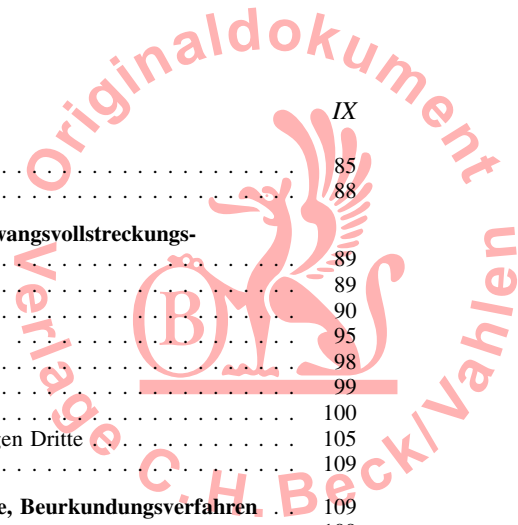 Originaldokument
IX
. . . . . . . . . . . . . . . . . . . . 85
. . . . . . . . . . . . . . . . . . . . 88
wangsvollstreckungs-
. . . . . . . . . . . . . . . . . . . . 89
. . . . . . . . . . . . . . . . . . . . 89
. . . . . . . . . . . . . . . . . . . . 90
. . . . . . . . . . . . . . . . . . 95
. . . . . . . . . . . . . . . . . . . . 98
. . . . . . . . . . . . . . . . . . . . 99
. . . . . . . . . . . . . . . . . . . . 100
gen Dritte . . . . . . . . . . . . . . 105
. . . . . . . . . . . . . . . . . . . . 109
e, Beurkundungsverfahren . . 109
B
Verlage C.H.Beck/Vahlen